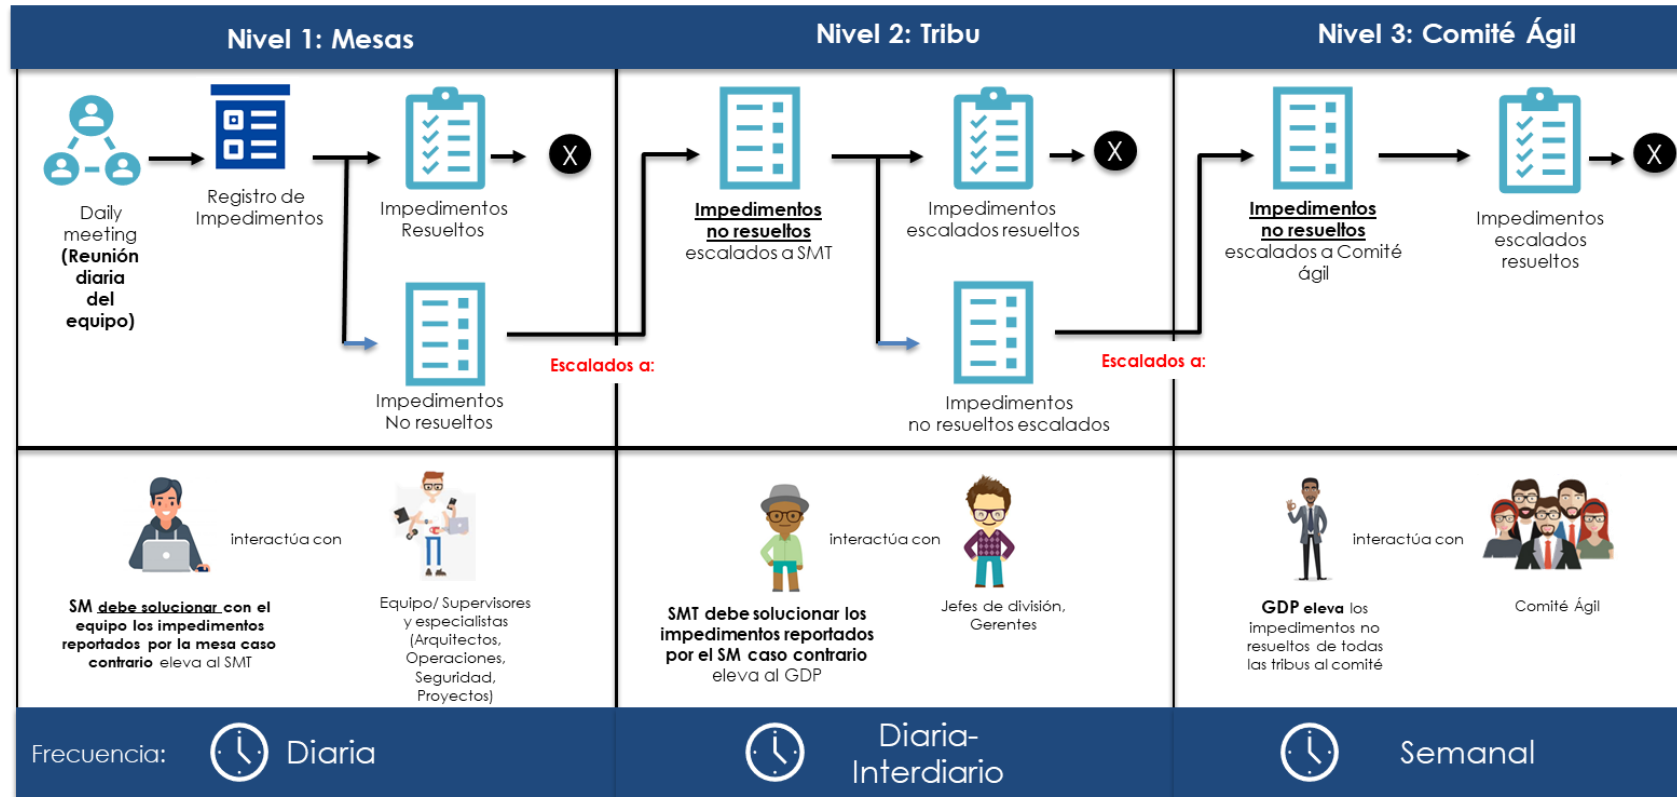 Nivel 1: Mesas
Nivel 2: Tribu
Nivel 3: Comité Ágil
Daily
meeting
(Reunión
diaria
del
equipo)
Registro de
Impedimentos
Impedimentos
Resueltos
X
Impedimentos
No resueltos
Escalados a:
Impedimentos
no resueltos
escalados a SMT
Impedimentos
escalados resueltos
X
Impedimentos
no resueltos escalados
Escalados a:
Impedimentos
no resueltos
escalados a Comité
ágil
Impedimentos
escalados
resueltos
X
interactúa con
SM debe solucionar con el
equipo los impedimentos
reportados por la mesa caso
contrario eleva al SMT
Equipo/ Supervisores
y especialistas
(Arquitectos,
Operaciones,
Seguridad,
Proyectos)
interactúa con
SMT debe solucionar los
impedimentos reportados
por el SM caso contrario
eleva al GDP
Jefes de división,
Gerentes
interactúa con
GDP eleva los
impedimentos no
resueltos de todas
las tribus al comité
Comité Ágil
Frecuencia:
Diaria
Diaria-
Interdiario
Semanal